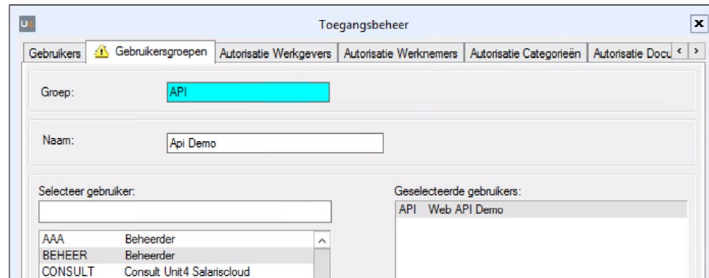 U4 Toegangsbeheer
Gebruikers Gebruikersgroepen Autorisatie Werkgevers Autorisatie Werknemers Autorisatie Categorieën Autorisatie Docu
Groep: API
Naam: Api Demo
Selecteer gebruiker: Geselecteerde gebruikers:
API Web API Demo
AAA Beheerder
BEHEER Beheerder
CONSULT Consult Unit4 Salariscloud